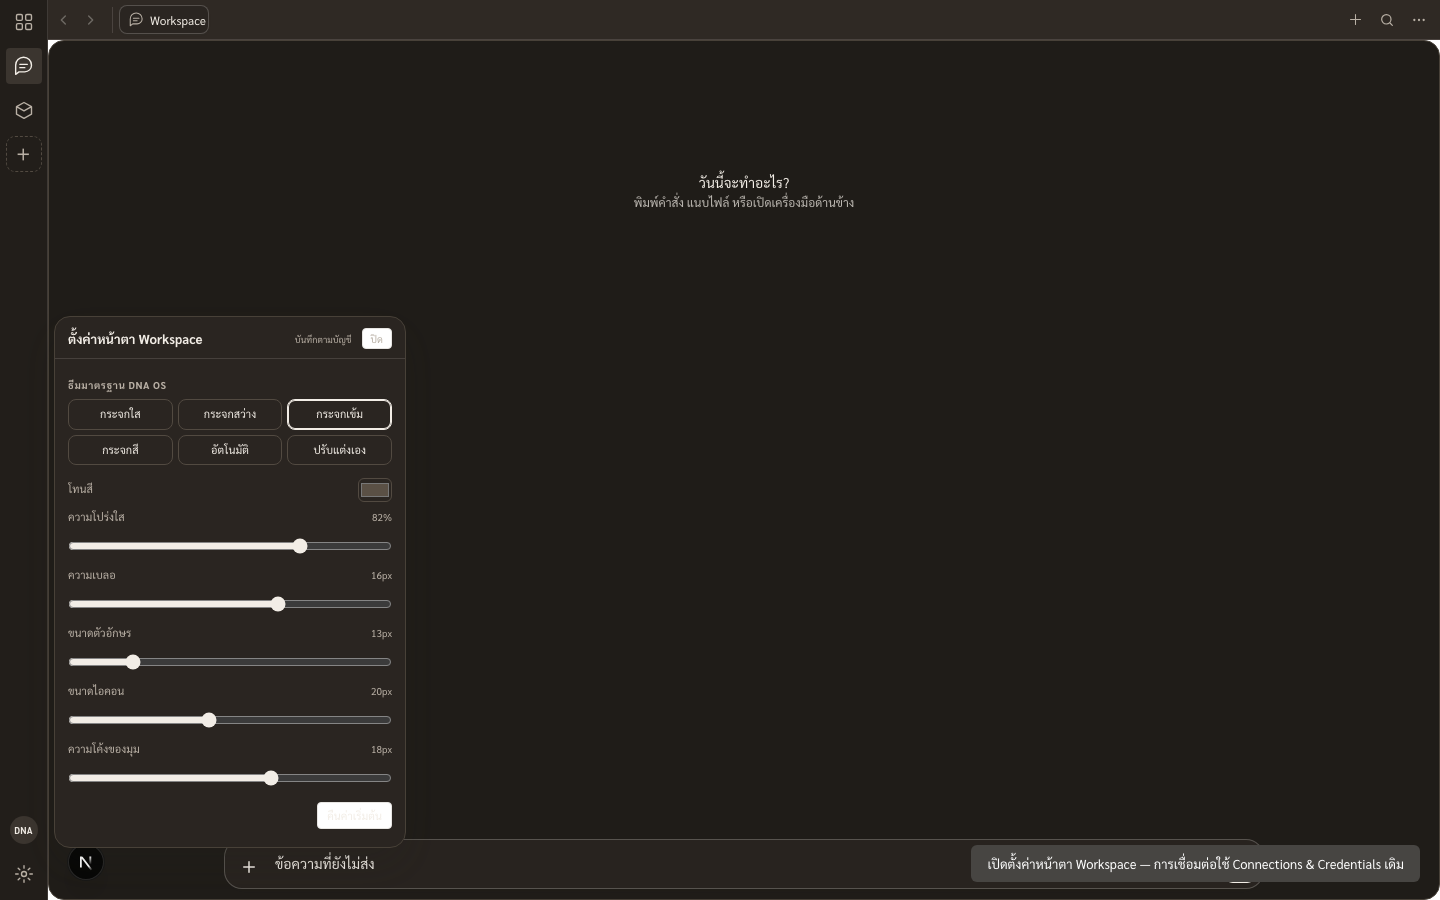 Workspace
วันนี้จะทำอะไร?
พิมพ์คำสั่ง แนบไฟล์ หรือเปิดเครื่องมือด้านข้าง
ตั้งค่าหน้าตา Workspace
บันทึกตามบัญชี
ปิด
ธีมมาตรฐาน DNA OS
กระจกใส
กระจกสว่าง
กระจกเข้ม
กระจกสี
อัตโนมัติ
ปรับแต่งเอง
โทนสี
ความโปร่งใส
82%
ความเบลอ
16px
ขนาดตัวอักษร
13px
ขนาดไอคอน
20px
ความโค้งของมุม
18px
คืนค่าเริ่มต้น
DNA
N
ข้อความที่ยังไม่ส่ง
เปิดตั้งค่าหน้าตา Workspace — การเชื่อมต่อใช้ Connections & Credentials เดิม